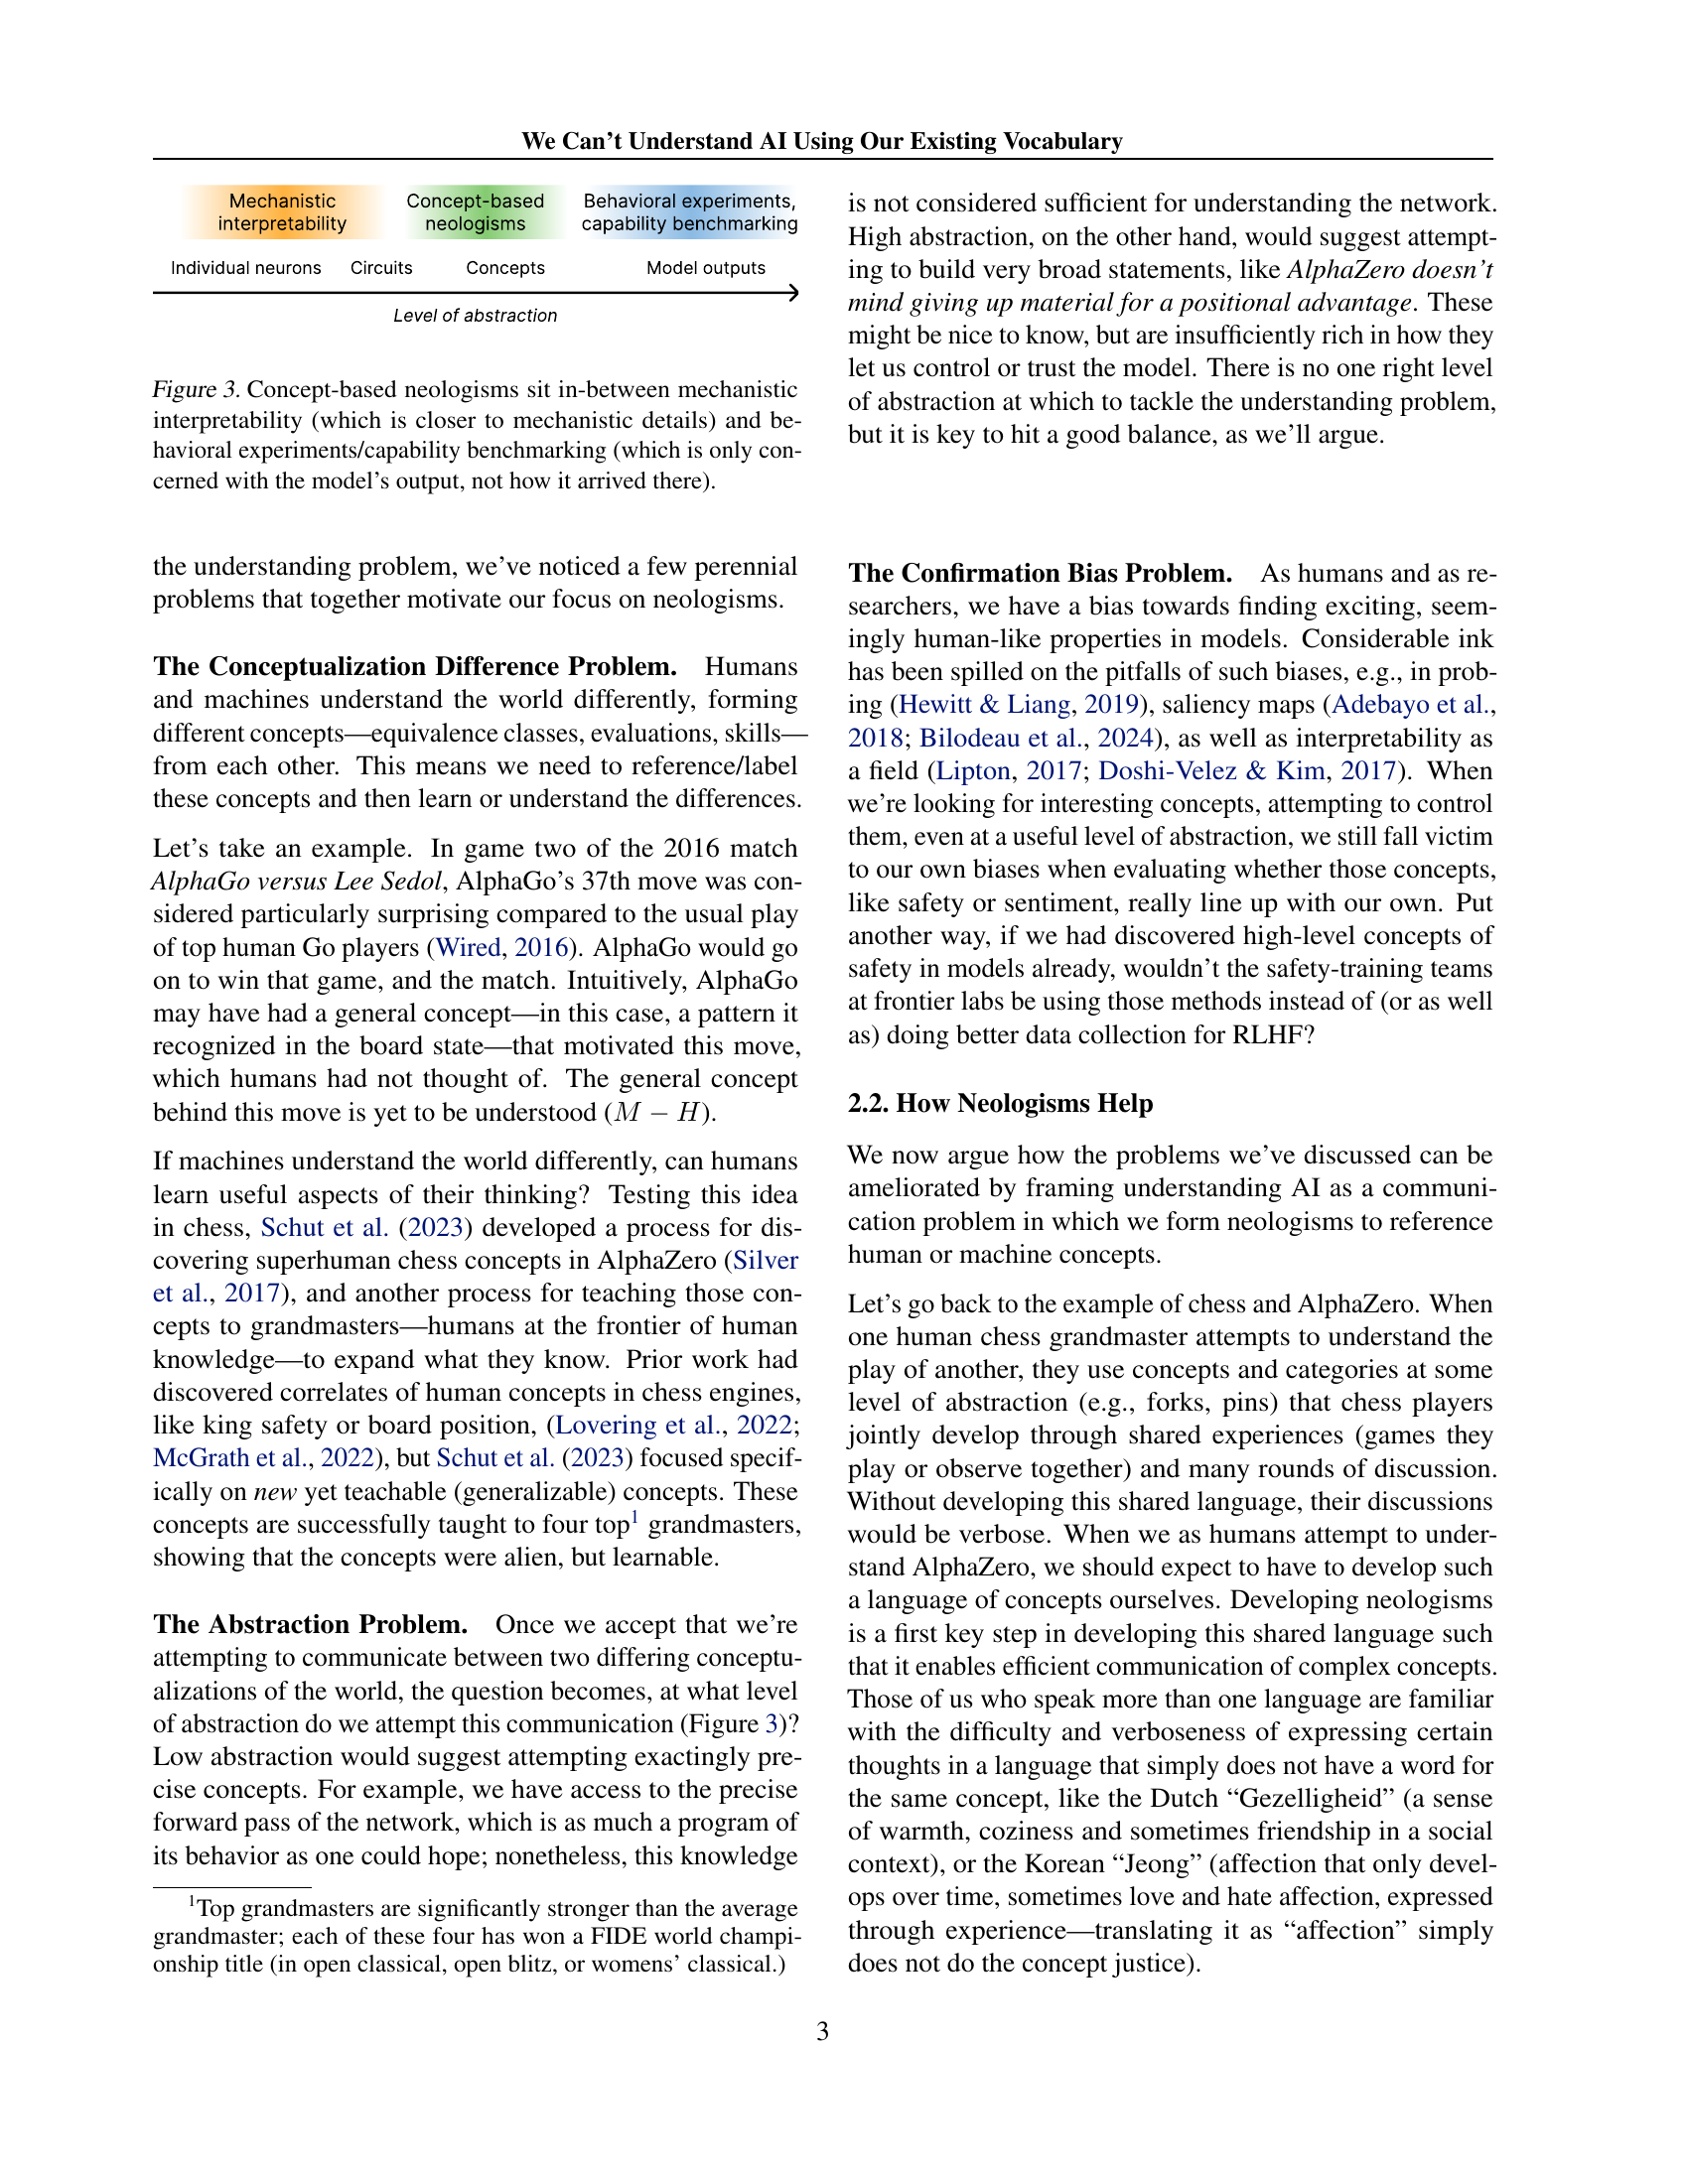 We Can't Understand AI Using Our Existing Vocabulary
Mechanistic
interpretability
Concept-based
neologisms
Behavioral experiments,
capability benchmarking
Individual neurons Circuits Concepts Model outputs
Level of abstraction
Figure 3. Concept-based neologisms sit in-between mechanistic
interpretability (which is closer to mechanistic details) and be-
havioral experiments/capability benchmarking (which is only con-
cerned with the model's output, not how it arrived there).
the understanding problem, we've noticed a few perennial
problems that together motivate our focus on neologisms.
The Conceptualization Difference Problem. Humans
and machines understand the world differently, forming
different concepts—equivalence classes, evaluations, skills—
from each other. This means we need to reference/label
these concepts and then learn or understand the differences.
Let's take an example. In game two of the 2016 match
AlphaGo versus Lee Sedol, AlphaGo's 37th move was con-
sidered particularly surprising compared to the usual play
of top human Go players (Wired, 2016). AlphaGo would go
on to win that game, and the match. Intuitively, AlphaGo
may have had a general concept—in this case, a pattern it
recognized in the board state—that motivated this move,
which humans had not thought of. The general concept
behind this move is yet to be understood (M − H).
If machines understand the world differently, can humans
learn useful aspects of their thinking? Testing this idea
in chess, Schut et al. (2023) developed a process for dis-
covering superhuman chess concepts in AlphaZero (Silver
et al., 2017), and another process for teaching those con-
cepts to grandmasters—humans at the frontier of human
knowledge—to expand what they know. Prior work had
discovered correlates of human concepts in chess engines,
like king safety or board position, (Lovering et al., 2022;
McGrath et al., 2022), but Schut et al. (2023) focused specif-
ically on new yet teachable (generalizable) concepts. These
concepts are successfully taught to four top1 grandmasters,
showing that the concepts were alien, but learnable.
The Abstraction Problem. Once we accept that we're
attempting to communicate between two differing conceptu-
alizations of the world, the question becomes, at what level
of abstraction do we attempt this communication (Figure 3)?
Low abstraction would suggest attempting exactingly pre-
cise concepts. For example, we have access to the precise
forward pass of the network, which is as much a program of
its behavior as one could hope; nonetheless, this knowledge
1Top grandmasters are significantly stronger than the average
grandmaster; each of these four has won a FIDE world champi-
onship title (in open classical, open blitz, or womens' classical.)
is not considered sufficient for understanding the network.
High abstraction, on the other hand, would suggest attempt-
ing to build very broad statements, like AlphaZero doesn't
mind giving up material for a positional advantage. These
might be nice to know, but are insufficiently rich in how they
let us control or trust the model. There is no one right level
of abstraction at which to tackle the understanding problem,
but it is key to hit a good balance, as we'll argue.
The Confirmation Bias Problem. As humans and as re-
searchers, we have a bias towards finding exciting, seem-
ingly human-like properties in models. Considerable ink
has been spilled on the pitfalls of such biases, e.g., in prob-
ing (Hewitt & Liang, 2019), saliency maps (Adebayo et al.,
2018; Bilodeau et al., 2024), as well as interpretability as
a field (Lipton, 2017; Doshi-Velez & Kim, 2017). When
we're looking for interesting concepts, attempting to control
them, even at a useful level of abstraction, we still fall victim
to our own biases when evaluating whether those concepts,
like safety or sentiment, really line up with our own. Put
another way, if we had discovered high-level concepts of
safety in models already, wouldn't the safety-training teams
at frontier labs be using those methods instead of (or as well
as) doing better data collection for RLHF?
2.2. How Neologisms Help
We now argue how the problems we've discussed can be
ameliorated by framing understanding AI as a communi-
cation problem in which we form neologisms to reference
human or machine concepts.
Let's go back to the example of chess and AlphaZero. When
one human chess grandmaster attempts to understand the
play of another, they use concepts and categories at some
level of abstraction (e.g., forks, pins) that chess players
jointly develop through shared experiences (games they
play or observe together) and many rounds of discussion.
Without developing this shared language, their discussions
would be verbose. When we as humans attempt to under-
stand AlphaZero, we should expect to have to develop such
a language of concepts ourselves. Developing neologisms
is a first key step in developing this shared language such
that it enables efficient communication of complex concepts.
Those of us who speak more than one language are familiar
with the difficulty and verboseness of expressing certain
thoughts in a language that simply does not have a word for
the same concept, like the Dutch “Gezelligheid” (a sense
of warmth, coziness and sometimes friendship in a social
context), or the Korean “Jeong” (affection that only devel-
ops over time, sometimes love and hate affection, expressed
through experience—translating it as “affection” simply
does not do the concept justice).
3